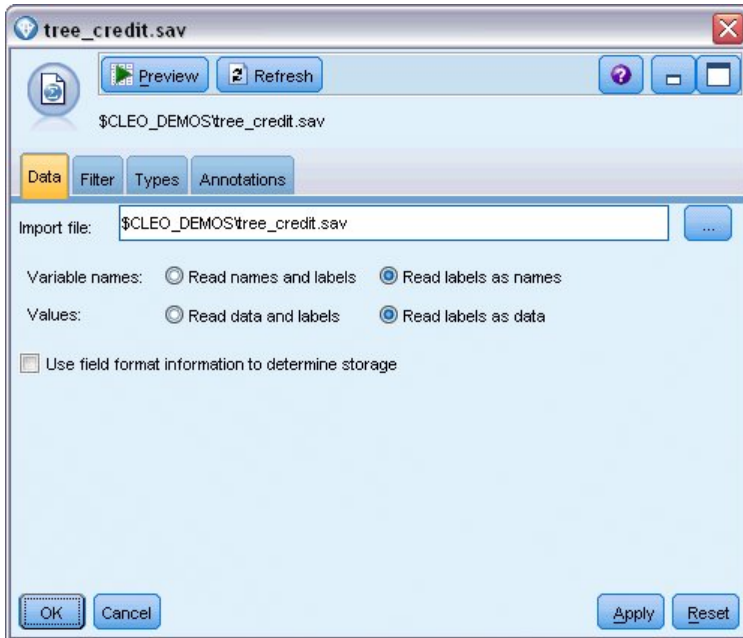 tree_credit.sav
Preview Refresh
$CLEO_DEMOS\tree_credit.sav
Data Filter Types Annotations
Import file: $CLEO_DEMOS\tree_credit.sav ...
Variable names: Read names and labels Read labels as names
Values: Read data and labels Read labels as data
Use field format information to determine storage
OK Cancel Apply Reset